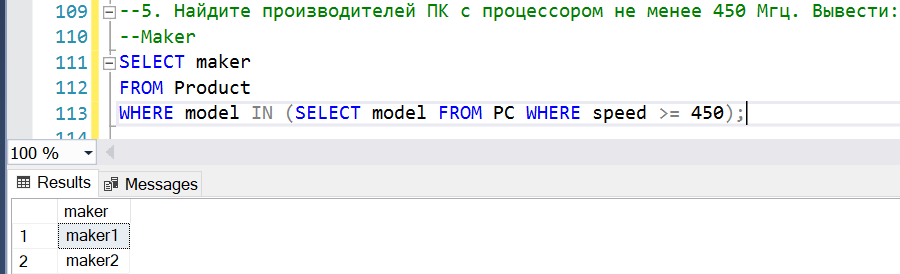 109 --5. Найдите производителей ПК с процессором не менее 450 Мгц. Вывести:
110 --Maker
111 SELECT maker
112 FROM Product
113 WHERE model IN (SELECT model FROM PC WHERE speed >= 450);
114
100 %
Results Messages
maker
1 maker1
2 maker2